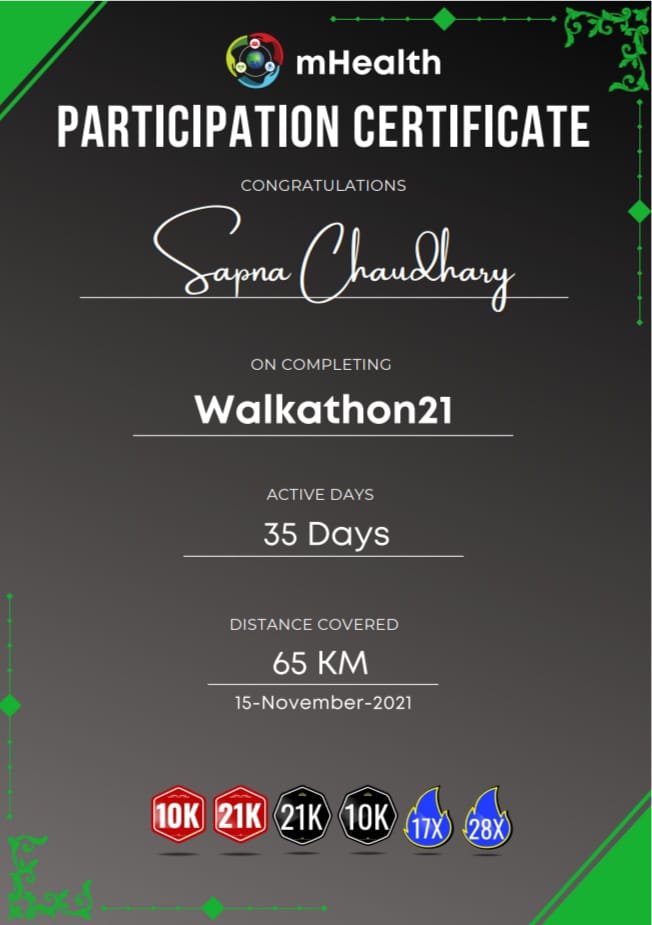 mHealth
PARTICIPATION CERTIFICATE
CONGRATULATIONS
Sapna Chaudhary
ON COMPLETING
Walkathon21
ACTIVE DAYS
35 Days
DISTANCE COVERED
65 KM
15-November-2021
10K 21K 21K 10K 17X 28X